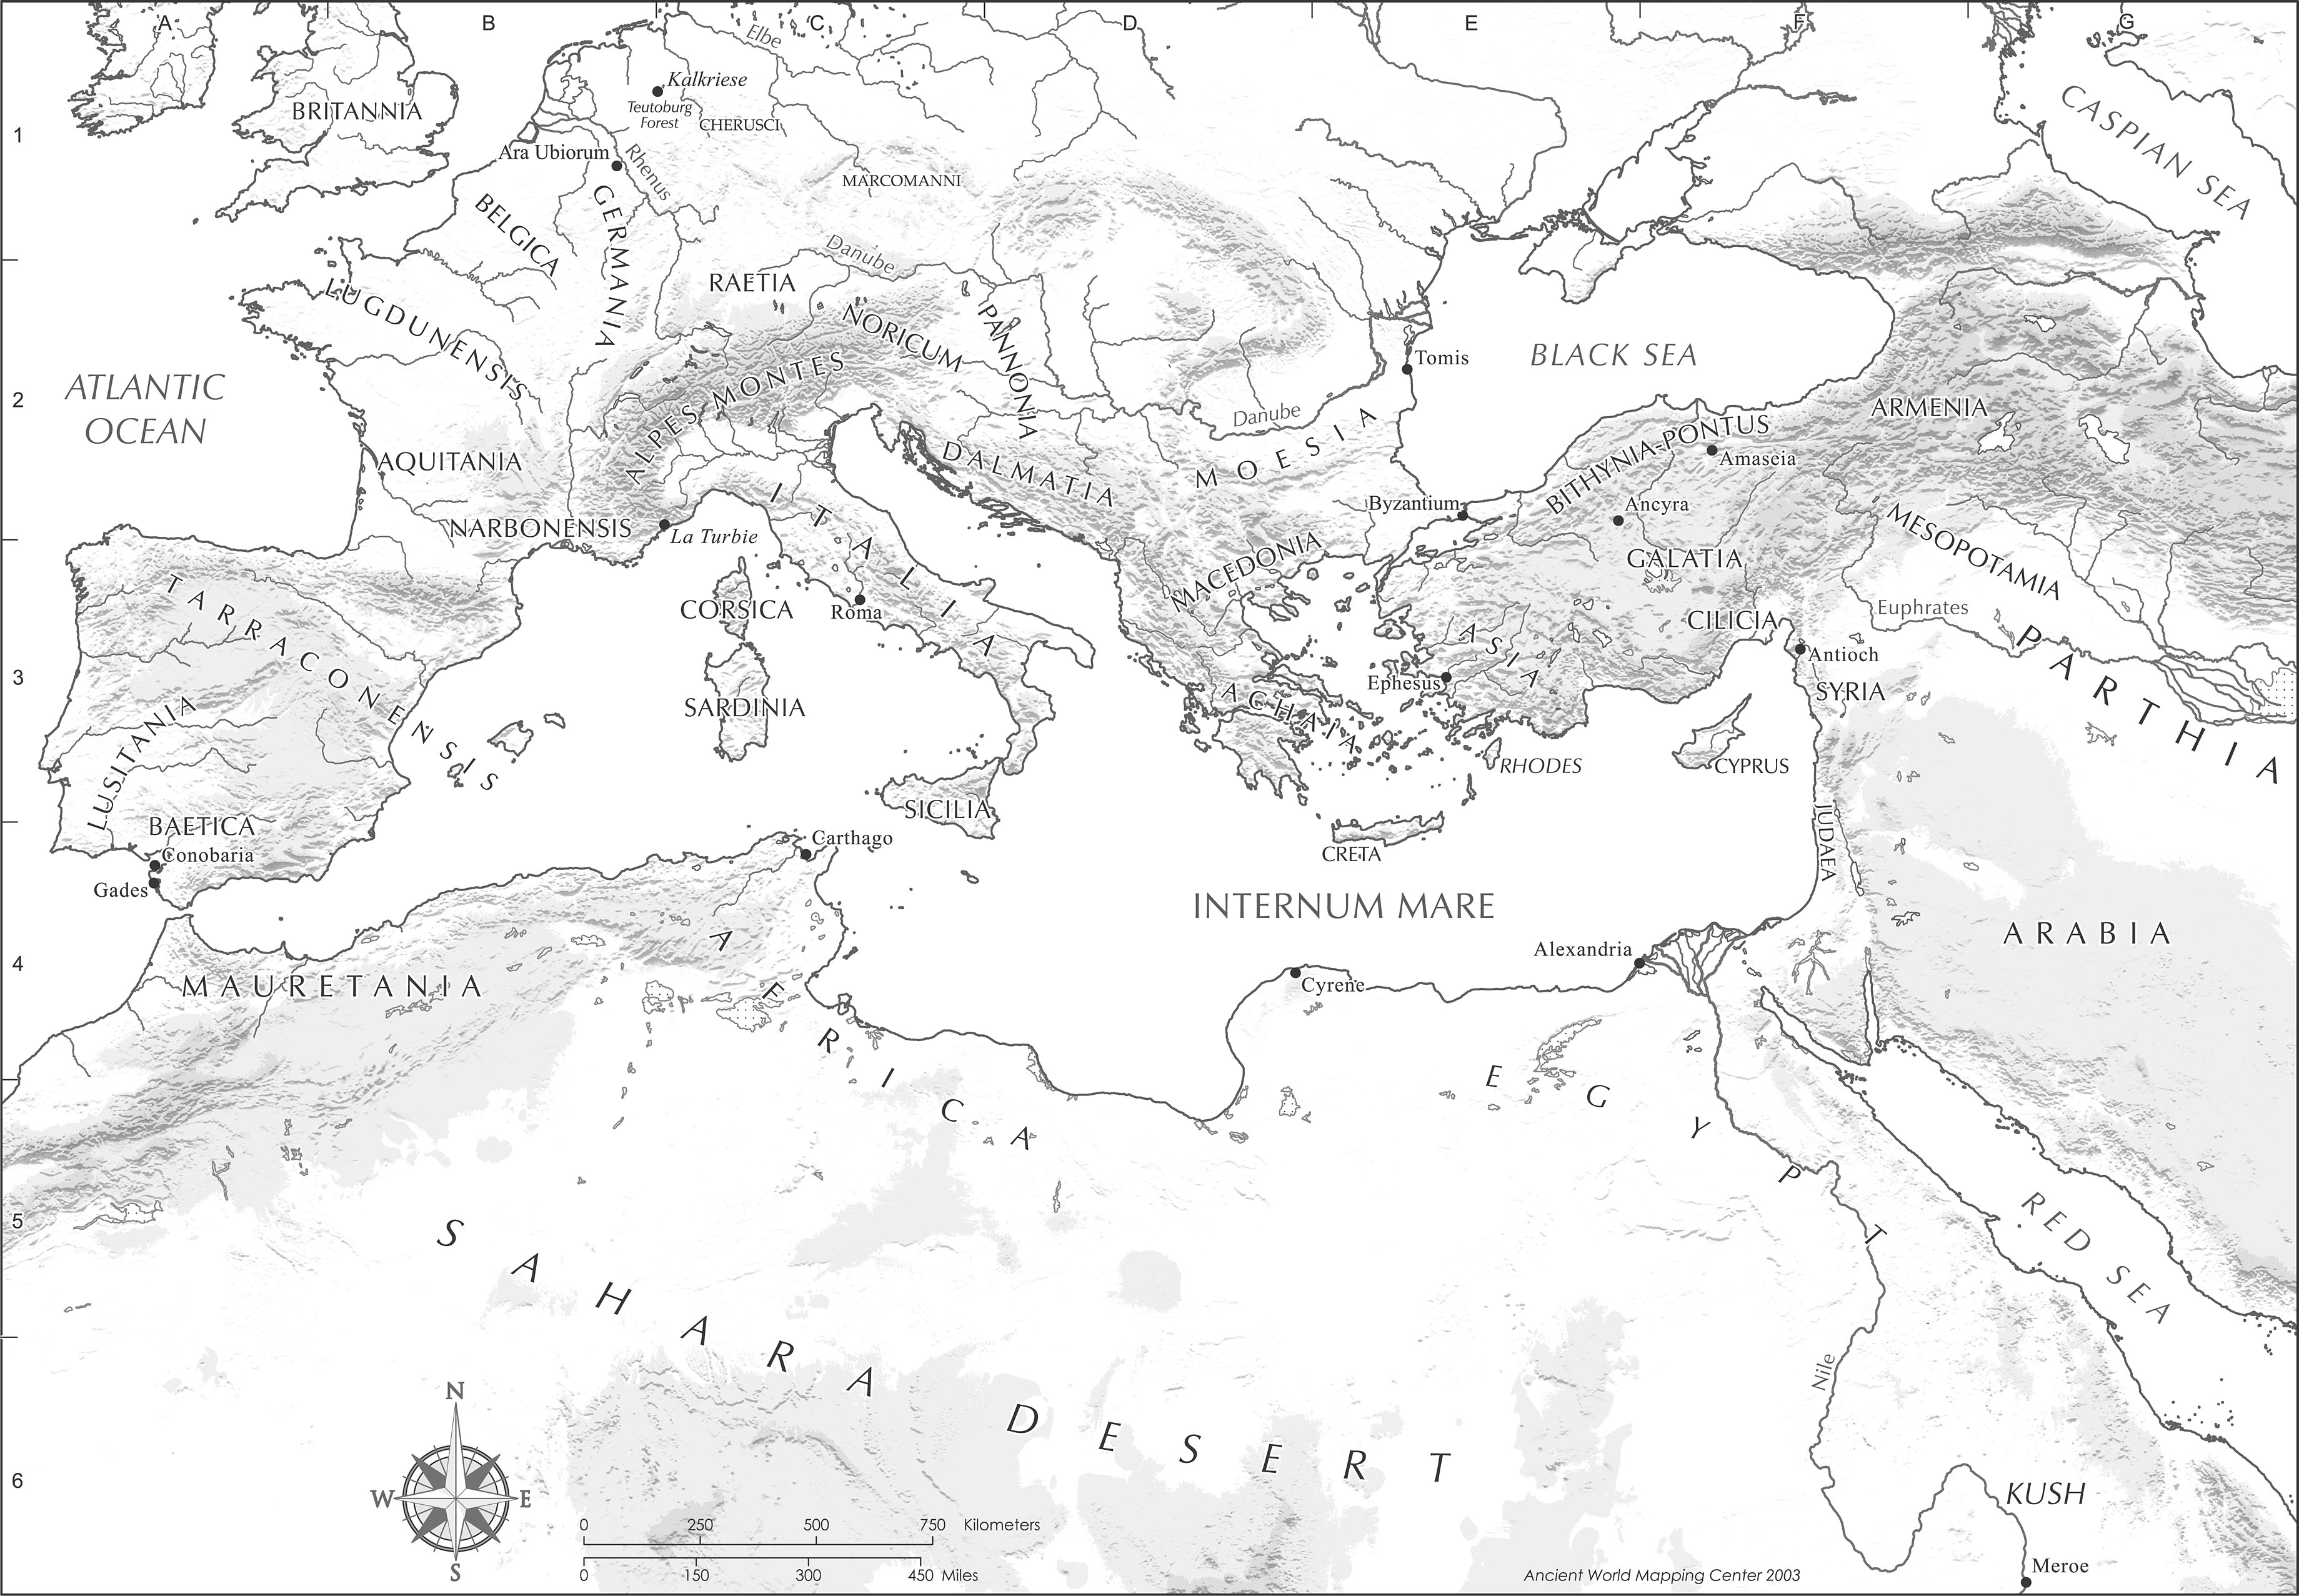 A
B
C
D
E
F
G
1
2
3
4
5
6
BRITANNIA
Elbe
Kalkriese
Teutoburg
Forest
CHERUSCI
Ara Ubiorum
Rhenus
MARCOMANNI
CASPIAN SEA
BELGICA
GERMANIA
LUGDUNENSIS
RAETIA
Danube
NORICUM
PANNONIA
ALPES MONTES
ATLANTIC
OCEAN
AQUITANIA
NARBONENSIS
La Turbie
ITALIA
DALMATIA
MOESIA
Danube
Tomis
BLACK SEA
ARMENIA
BITHYNIA-PONTUS
Amaseia
Byzantium
Ancyra
GALATIA
MESOPOTAMIA
MACEDONIA
TARRACONENSIS
CORSICA
Roma
CILICIA
Euphrates
PARTHIA
Antioch
SYRIA
ASIA
Ephesus
ACHAIA
SARDINIA
LUSITANIA
RHODES
CYPRUS
SICILIA
BAETICA
Conobaria
Gades
Carthago
CRETA
JUDAEA
INTERNUM MARE
ARABIA
Alexandria
Cyrene
MAURETANIA
AFRICA
EGYPT
RED SEA
SAHARA DESERT
Nile
KUSH
Meroe
N
W
E
S
0 250 500 750 Kilometers
0 150 300 450 Miles
Ancient World Mapping Center 2003